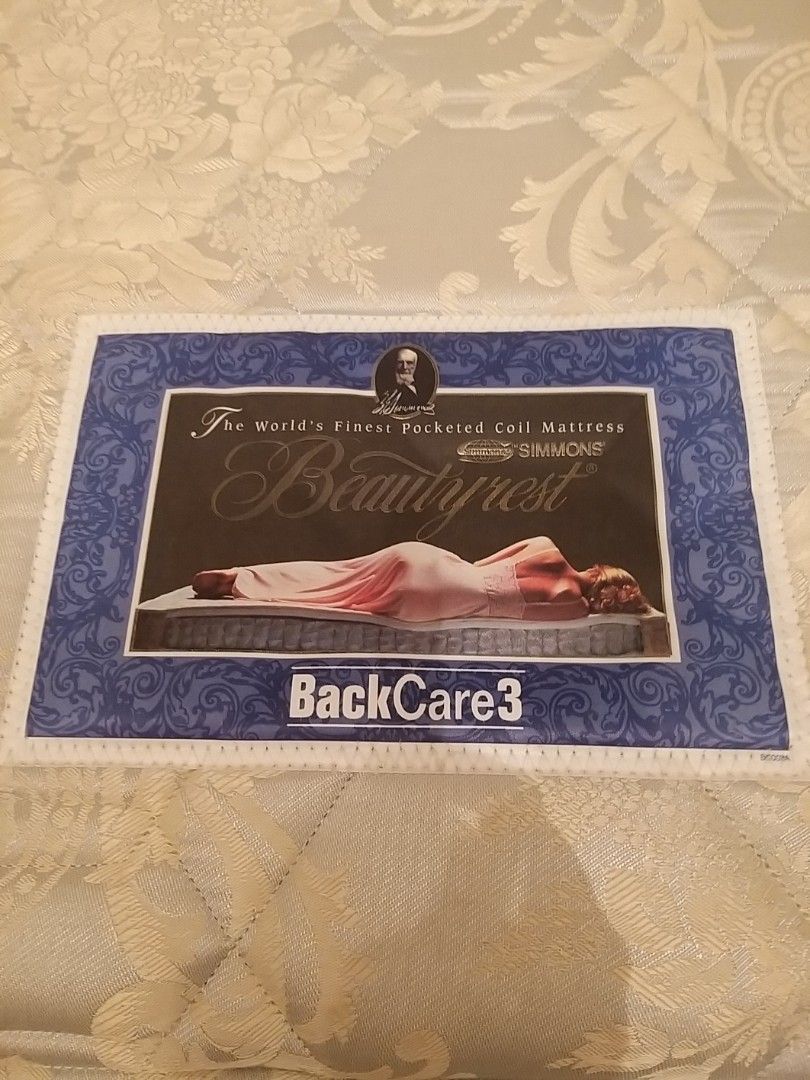 The World's Finest Pocketed Coil Mattress
SIMMONS®
Beautyrest®
BackCare3